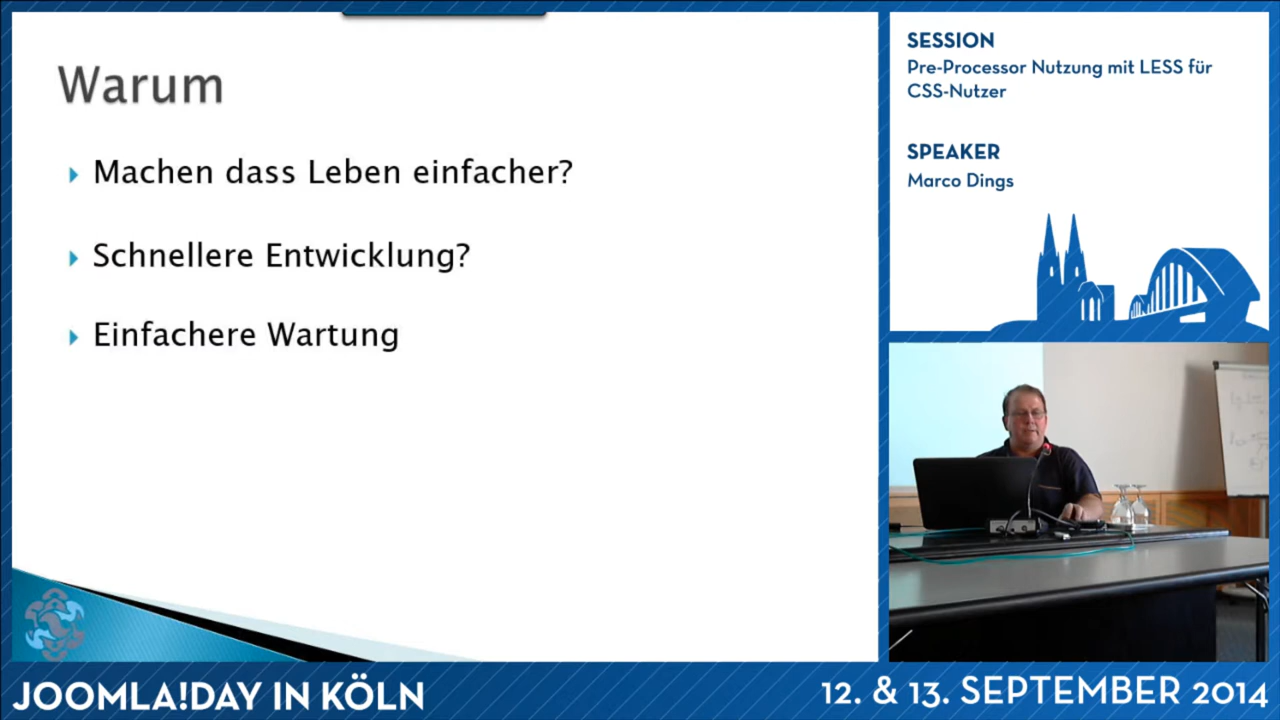 Warum
Machen dass Leben einfacher?
Schnellere Entwicklung?
Einfachere Wartung
SESSION
Pre-Processor Nutzung mit LESS für
CSS-Nutzer
SPEAKER
Marco Dings
JOOMLA!DAY IN KÖLN
12. & 13. SEPTEMBER 2014